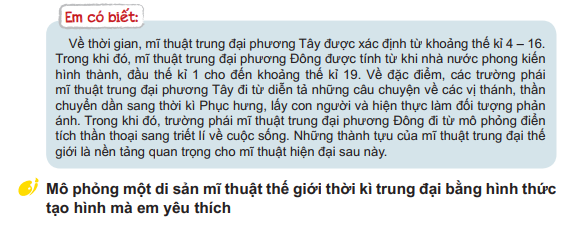 Em có biết:
Về thời gian, mĩ thuật trung đại phương Tây được xác định từ khoảng thế kỉ 4 – 16.
Trong khi đó, mĩ thuật trung đại phương Đông được tính từ khi nhà nước phong kiến
hình thành, đầu thế kỉ 1 cho đến khoảng thế kỉ 19. Về đặc điểm, các trường phái
mĩ thuật trung đại phương Tây đi từ diễn tả những câu chuyện về các vị thánh, thần
chuyển dần sang thời kì Phục hưng, lấy con người và hiện thực làm đối tượng phản
ánh. Trong khi đó, trường phái mĩ thuật trung đại phương Đông đi từ mô phỏng điển
tích thần thoại sang triết lí về cuộc sống. Những thành tựu của mĩ thuật trung đại thế
giới là nền tảng quan trọng cho mĩ thuật hiện đại sau này.
Mô phỏng một di sản mĩ thuật thế giới thời kì trung đại bằng hình thức
tạo hình mà em yêu thích